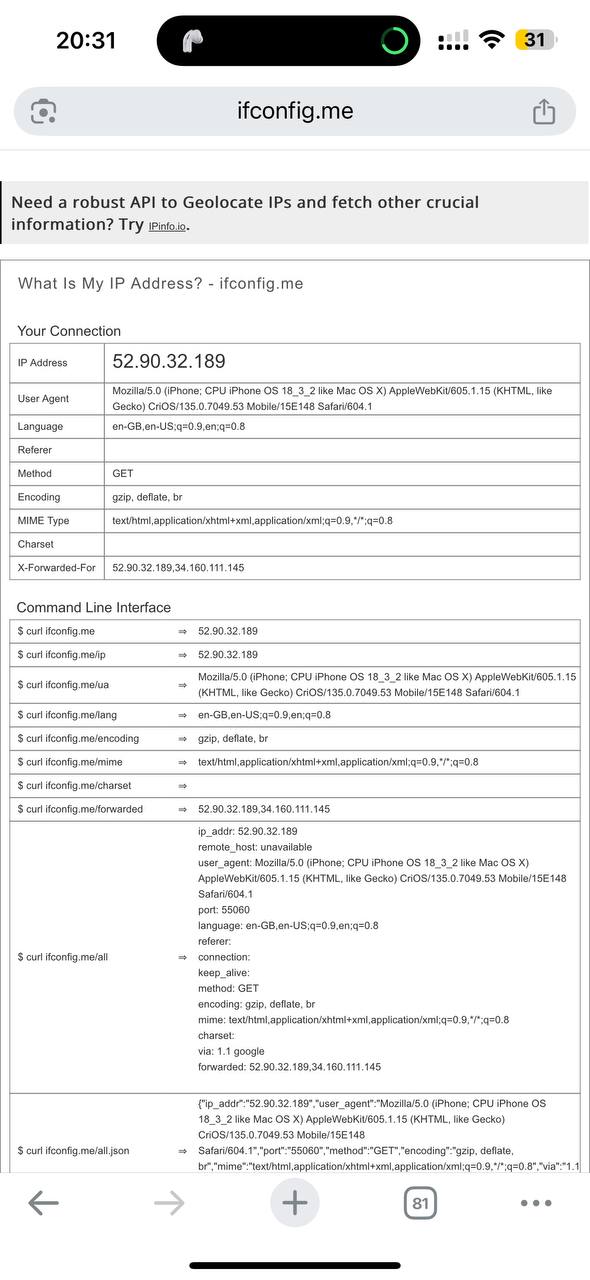 20:31
31
ifconfig.me
Need a robust API to Geolocate IPs and fetch other crucial
information? Try IPinfo.io.
What Is My IP Address? - ifconfig.me
Your Connection
IP Address 52.90.32.189
User Agent Mozilla/5.0 (iPhone; CPU iPhone OS 18_3_2 like Mac OS X) AppleWebKit/605.1.15 (KHTML, like
Gecko) CriOS/135.0.7049.53 Mobile/15E148 Safari/604.1
Language en-GB,en-US;q=0.9,en;q=0.8
Referer
Method GET
Encoding gzip, deflate, br
MIME Type text/html,application/xhtml+xml,application/xml;q=0.9,*/*;q=0.8
Charset
X-Forwarded-For 52.90.32.189,34.160.111.145
Command Line Interface
$ curl ifconfig.me ⇒ 52.90.32.189
$ curl ifconfig.me/ip ⇒ 52.90.32.189
$ curl ifconfig.me/ua ⇒ Mozilla/5.0 (iPhone; CPU iPhone OS 18_3_2 like Mac OS X) AppleWebKit/605.1.15
(KHTML, like Gecko) CriOS/135.0.7049.53 Mobile/15E148 Safari/604.1
$ curl ifconfig.me/lang ⇒ en-GB,en-US;q=0.9,en;q=0.8
$ curl ifconfig.me/encoding ⇒ gzip, deflate, br
$ curl ifconfig.me/mime ⇒ text/html,application/xhtml+xml,application/xml;q=0.9,*/*;q=0.8
$ curl ifconfig.me/charset ⇒
$ curl ifconfig.me/forwarded ⇒ 52.90.32.189,34.160.111.145
$ curl ifconfig.me/all ⇒
ip_addr: 52.90.32.189
remote_host: unavailable
user_agent: Mozilla/5.0 (iPhone; CPU iPhone OS 18_3_2 like Mac OS X)
AppleWebKit/605.1.15 (KHTML, like Gecko) CriOS/135.0.7049.53 Mobile/15E148
Safari/604.1
port: 55060
language: en-GB,en-US;q=0.9,en;q=0.8
referer:
connection:
keep_alive:
method: GET
encoding: gzip, deflate, br
mime: text/html,application/xhtml+xml,application/xml;q=0.9,*/*;q=0.8
charset:
via: 1.1 google
forwarded: 52.90.32.189,34.160.111.145
$ curl ifconfig.me/all.json ⇒
{"ip_addr":"52.90.32.189","user_agent":"Mozilla/5.0 (iPhone; CPU iPhone OS
18_3_2 like Mac OS X) AppleWebKit/605.1.15 (KHTML, like Gecko)
CriOS/135.0.7049.53 Mobile/15E148
Safari/604.1","port":"55060","method":"GET","encoding":"gzip, deflate,
br","mime":"text/html,application/xhtml+xml,application/xml;q=0.9,*/*;q=0.8","via":"1.1
81